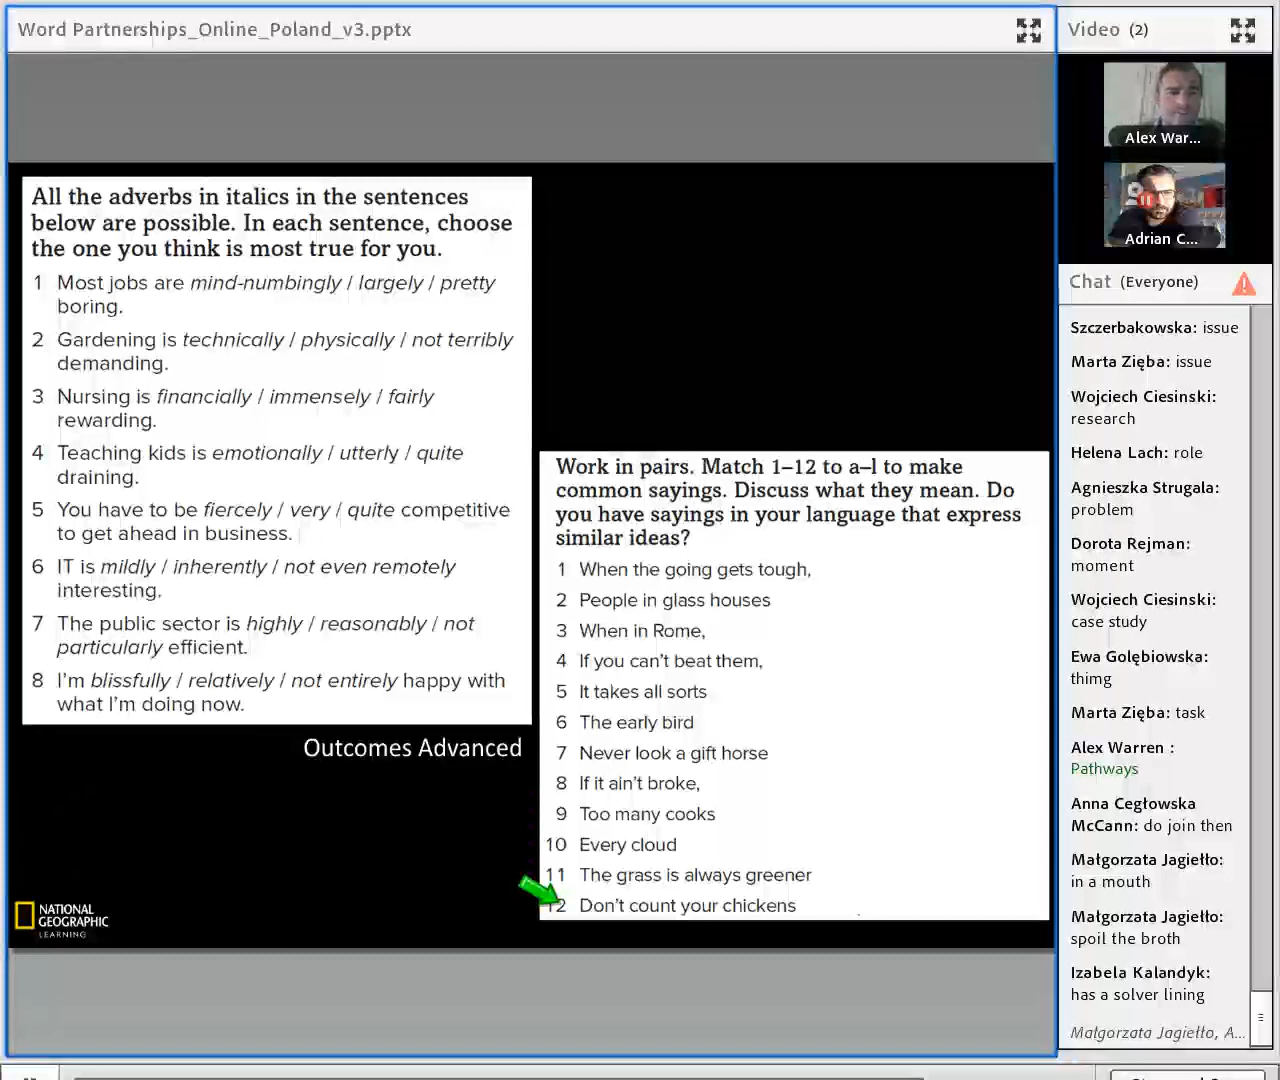 Word Partnerships_Online_Poland_v3.pptx
All the adverbs in italics in the sentences
below are possible. In each sentence, choose
the one you think is most true for you.
1 Most jobs are mind-numbingly / largely / pretty
boring.
2 Gardening is technically / physically / not terribly
demanding.
3 Nursing is financially / immensely / fairly
rewarding.
4 Teaching kids is emotionally / utterly / quite
draining.
5 You have to be fiercely / very / quite competitive
to get ahead in business.
6 IT is mildly / inherently / not even remotely
interesting.
7 The public sector is highly / reasonably / not
particularly efficient.
8 I'm blissfully / relatively / not entirely happy with
what I'm doing now.
Outcomes Advanced
Work in pairs. Match 1–12 to a–l to make
common sayings. Discuss what they mean. Do
you have sayings in your language that express
similar ideas?
1 When the going gets tough,
2 People in glass houses
3 When in Rome,
4 If you can't beat them,
5 It takes all sorts
6 The early bird
7 Never look a gift horse
8 If it ain't broke,
9 Too many cooks
10 Every cloud
11 The grass is always greener
12 Don't count your chickens
NATIONAL
GEOGRAPHIC
LEARNING
Video (2)
Alex War...
Adrian C...
Chat (Everyone)
Szczerbakowska: issue
Marta Zięba: issue
Wojciech Ciesinski:
research
Helena Lach: role
Agnieszka Strugala:
problem
Dorota Rejman:
moment
Wojciech Ciesinski:
case study
Ewa Golębiowska:
thimg
Marta Zięba: task
Alex Warren :
Pathways
Anna Cegłowska
McCann: do join then
Małgorzata Jagiełło:
in a mouth
Małgorzata Jagiełło:
spoil the broth
Izabela Kalandyk:
has a solver lining
Małgorzata Jagiełło, A...